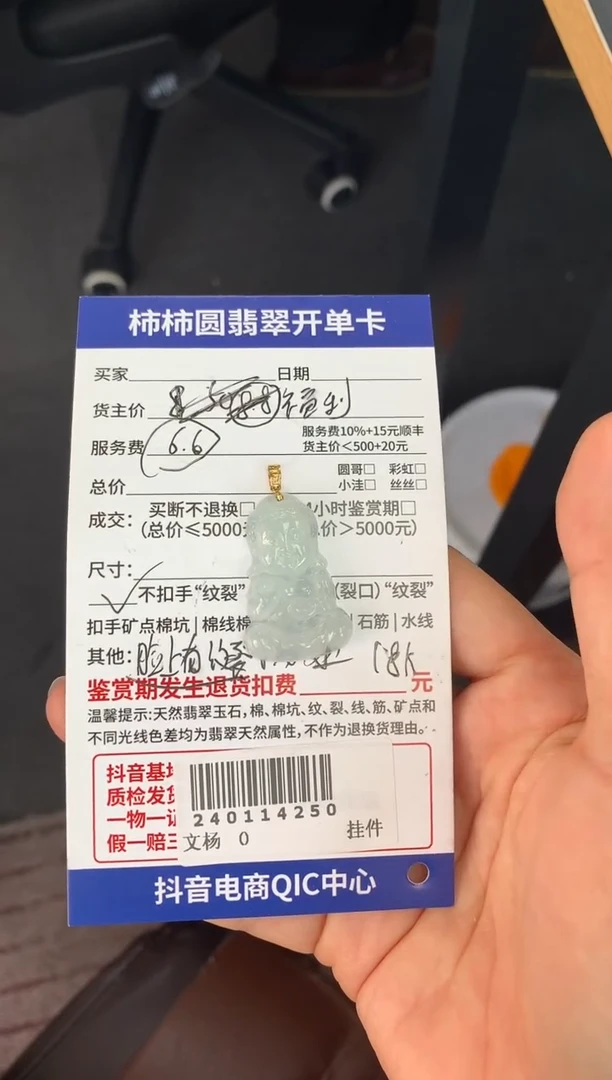 柿柿圆翡翠开单卡
买家 日期
货主价 88 福利
服务费 6.6 服务费10%+15元顺丰
货主价<500+20元
总价 圆哥□ 彩虹□
小洼□ 丝丝□
成交: 买断不退换□ 小时鉴赏期□
(总价≤5000 价>5000元)
尺寸:
✓不扣手“纹裂” (裂口)“纹裂”
扣手矿点棉坑|棉线棉 石筋|水线
其他: 脸上有 18k
鉴赏期发生退货扣费 元
温馨提示:天然翡翠玉石,棉、棉坑、纹、裂、线、筋、矿点和
不同光线色差均为翡翠天然属性,不作为退换货理由。
抖音基
质检发
一物一
假一赔三
240114250
文杨 0 挂件
抖音电商QIC中心